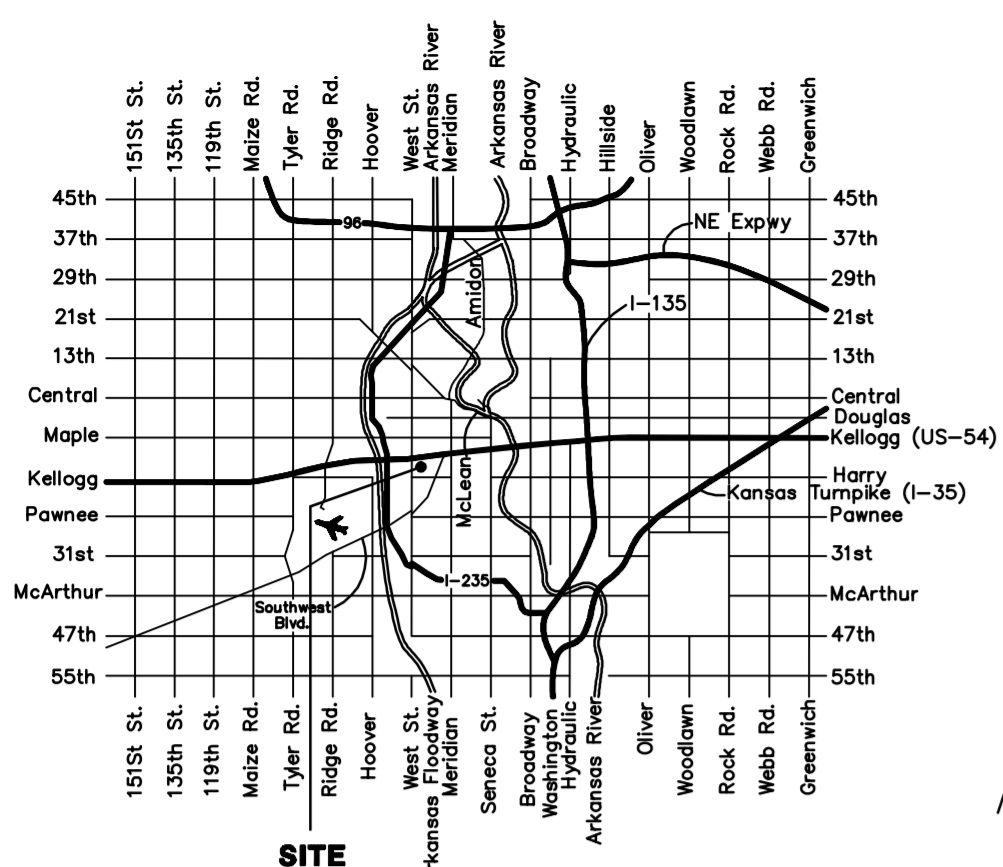 151St St.
135th St.
119th St.
Maize Rd.
Tyler Rd.
Ridge Rd.
Hoover
West St.
Arkansas River
Meridian
Arkansas River
Broadway
Hydraulic
Hillside
Oliver
Woodlawn
Rock Rd.
Webb Rd.
Greenwich
45th
37th
29th
21st
13th
Central
Maple
Kellogg
Pawnee
31st
McArthur
47th
55th
96
Amidon
NE Expwy
I-135
McLean
I-235
Southwest
Blvd.
45th
37th
29th
21st
13th
Central
Douglas
Kellogg (US-54)
Harry
Kansas Turnpike (I-35)
Pawnee
31st
McArthur
47th
55th
151St St.
135th St.
119th St.
Maize Rd.
Tyler Rd.
Ridge Rd.
Hoover
West St.
rkansas Floodway
Meridian
Seneca St.
Broadway
Washington
Hydraulic
Arkansas River
Oliver
Woodlawn
Rock Rd.
Webb Rd.
Greenwich
SITE